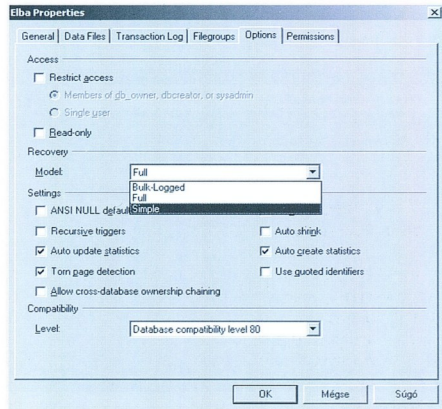 Elba Properties
General Data Files Transaction Log Filegroups Options Permissions
Access
Restrict access
Members of db_owner, dbcreator, or sysadmin
Single user
Read-only
Recovery
Model: Full
Bulk-Logged
Full
Simple
Settings
ANSI NULL defaul
Recursive triggers Auto shrink
Auto update statistics Auto create statistics
Torn page detection Use quoted identifiers
Allow cross-database ownership chaining
Compatibility
Level: Database compatibility level 80
OK Mégse Súgó